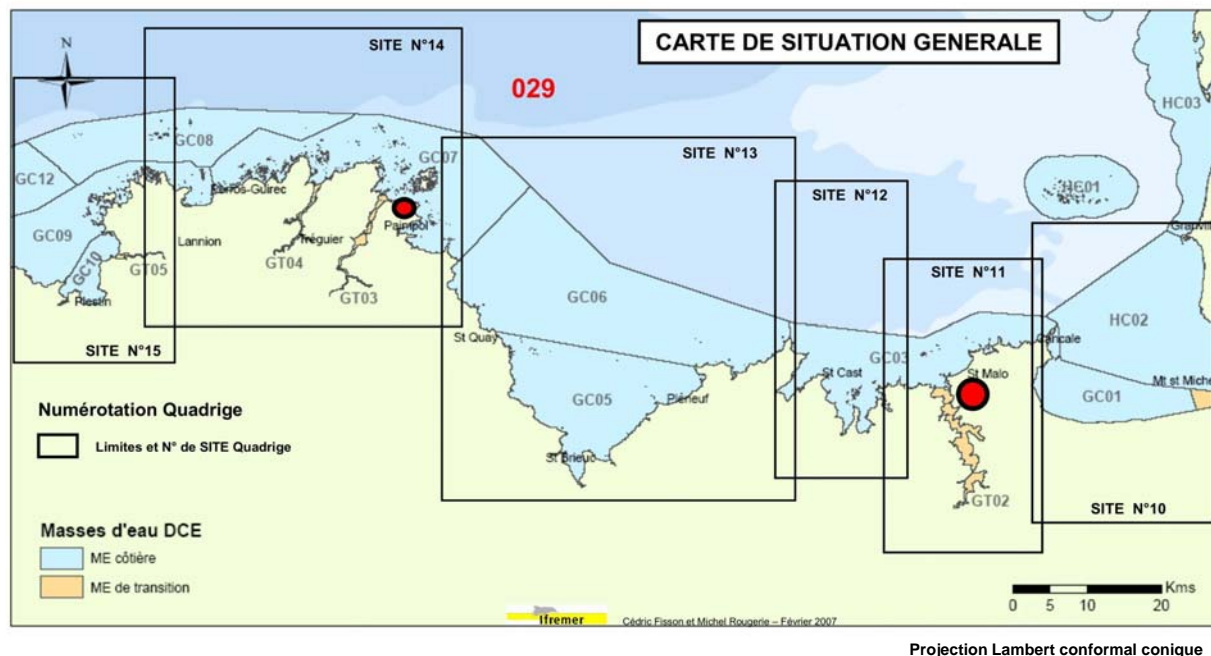 CARTE DE SITUATION GENERALE
N
SITE N°14
029
HC03
GC08
SITE N°13
GC07
GC12
SITE N°12
HC01
Perros-Guirec
Paimpol
Granville
GC09
Lannion
Tréguier
GC10
GT05
GT04
SITE N°11
GT03
GC06
HC02
Plestin
St Quay
Cancale
SITE N°15
GC03
St Cast
St Malo
Mt st Michel
GC05
Pléneuf
GC01
Numérotation Quadrige
Limites et N° de SITE Quadrige
St Brieuc
GT02
SITE N°10
Masses d'eau DCE
ME côtière
ME de transition
Kms
0 5 10 20
Ifremer
Cédric Fisson et Michel Rougerie – Février 2007
Projection Lambert conformal conique